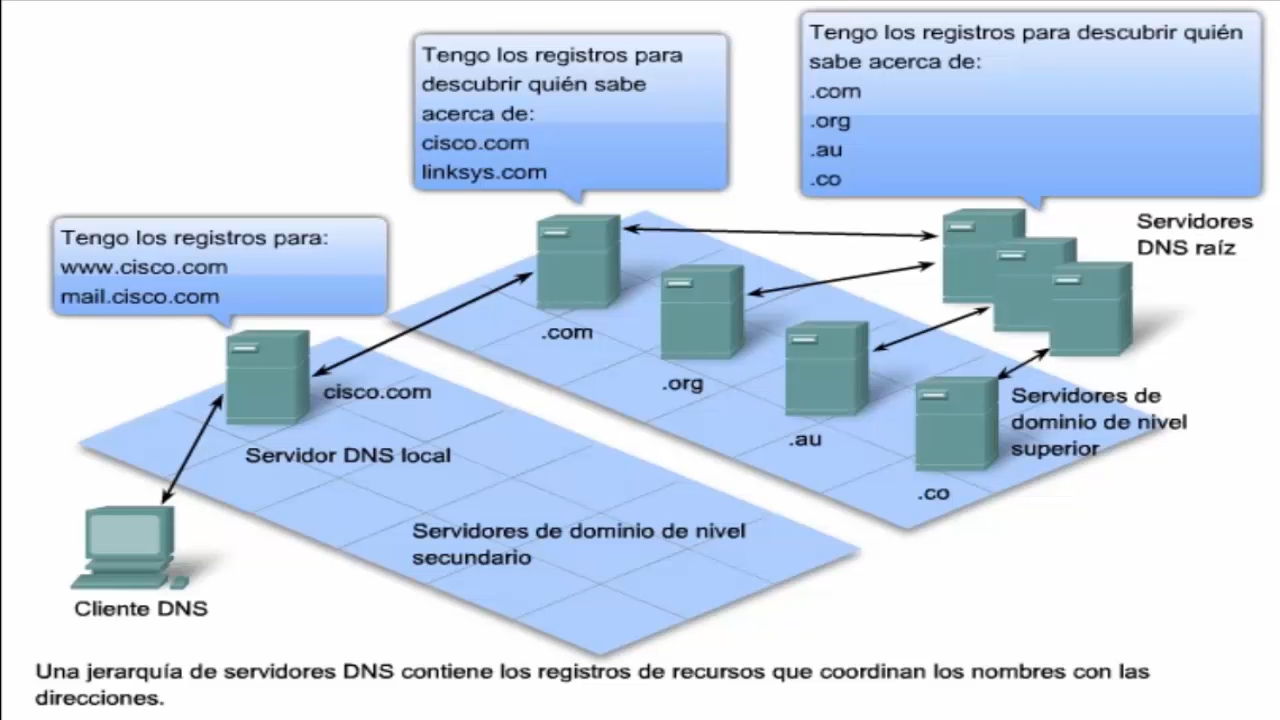 Tengo los registros para descubrir quién
sabe acerca de:
.com
.org
.au
.co
Tengo los registros para
descubrir quién sabe
acerca de:
cisco.com
linksys.com
Tengo los registros para:
www.cisco.com
mail.cisco.com
Servidores
DNS raíz
.com
.org
.au
.co
Servidores de
dominio de nivel
superior
cisco.com
Servidor DNS local
Servidores de dominio de nivel
secundario
Cliente DNS
Una jerarquía de servidores DNS contiene los registros de recursos que coordinan los nombres con las
direcciones.